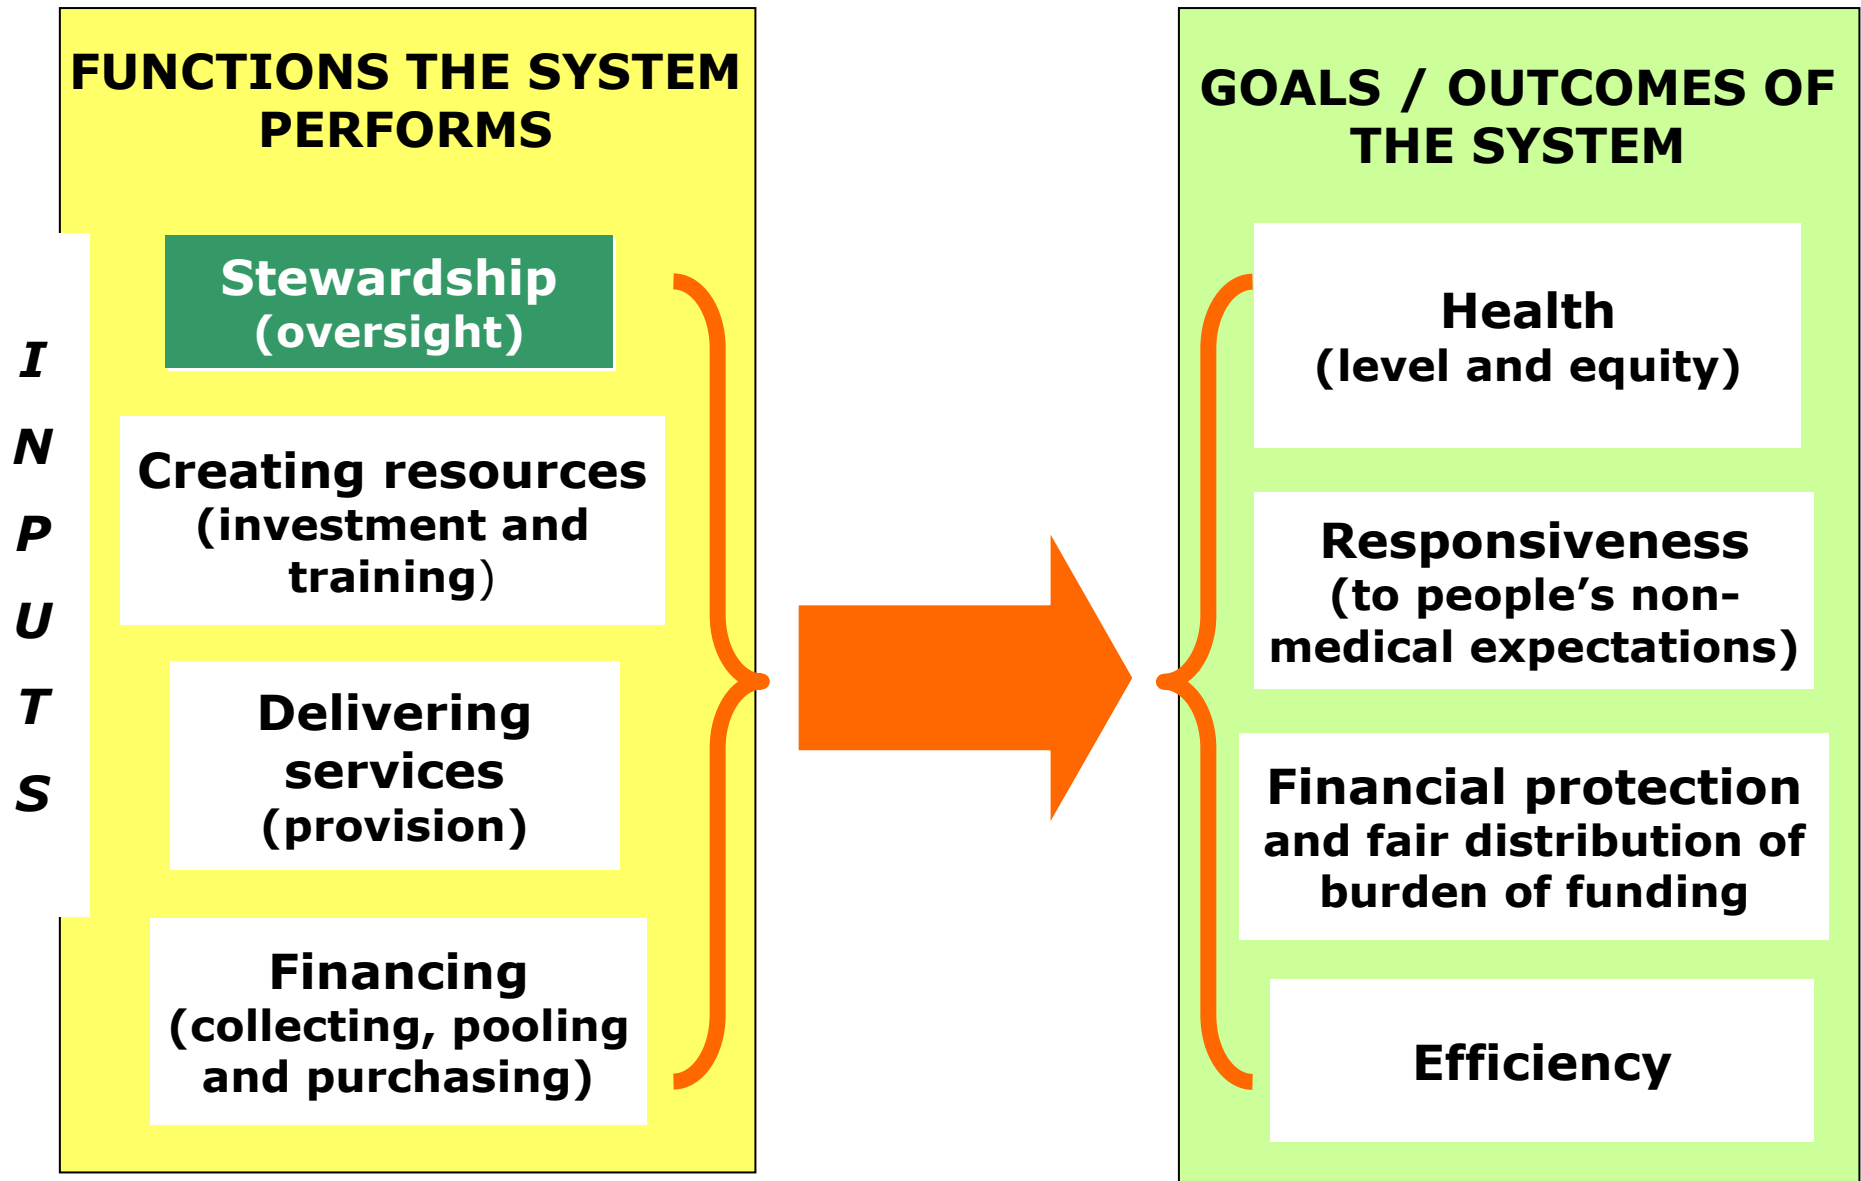 FUNCTIONS THE SYSTEM
PERFORMS
INPUTS
Stewardship
(oversight)
Creating resources
(investment and
training)
Delivering
services
(provision)
Financing
(collecting, pooling
and purchasing)
GOALS / OUTCOMES OF
THE SYSTEM
Health
(level and equity)
Responsiveness
(to people’s non-
medical expectations)
Financial protection
and fair distribution of
burden of funding
Efficiency